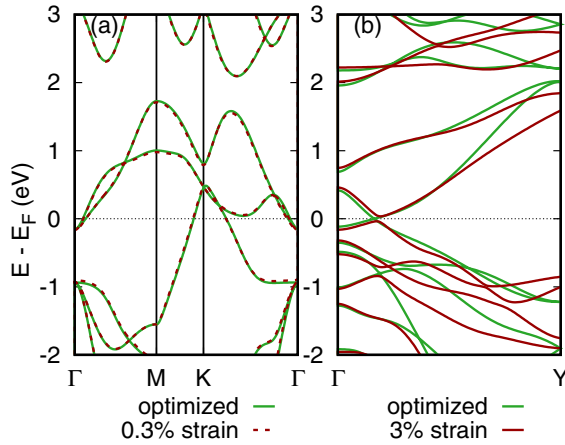 (a) (b)
3 3
2 2
1 1
0 0
-1 -1
-2 -2
E - E_F (eV)
Γ M K Γ Γ Y
optimized optimized
0.3% strain 3% strain